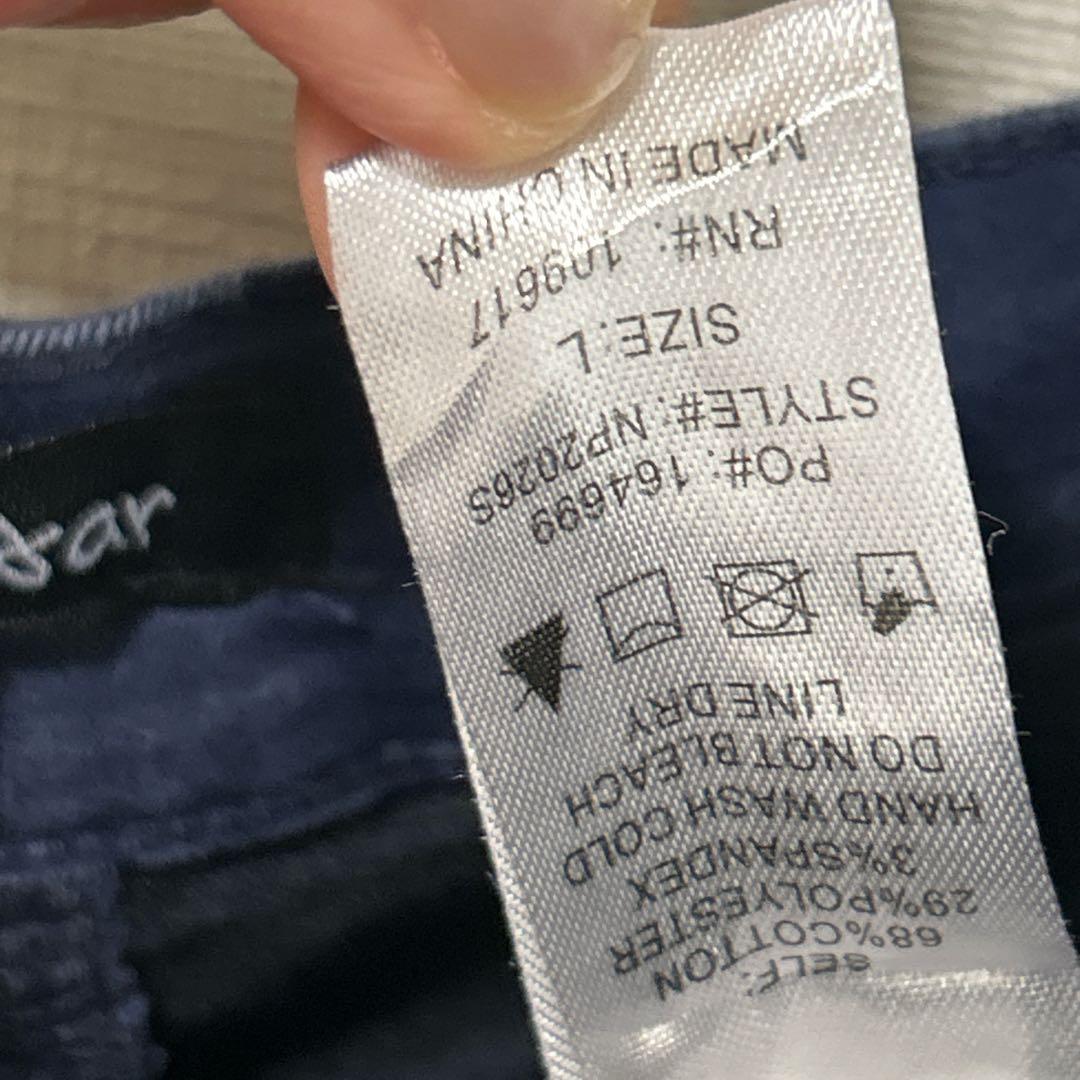 SELF:
68%COTTON
29%POLYESTER
3%SPANDEX
HAND WASH COLD
DO NOT BLEACH
LINE DRY
PO#: 164699
STYLE#: NP2026S
SIZE: L
RN#: 109617
MADE IN CHINA